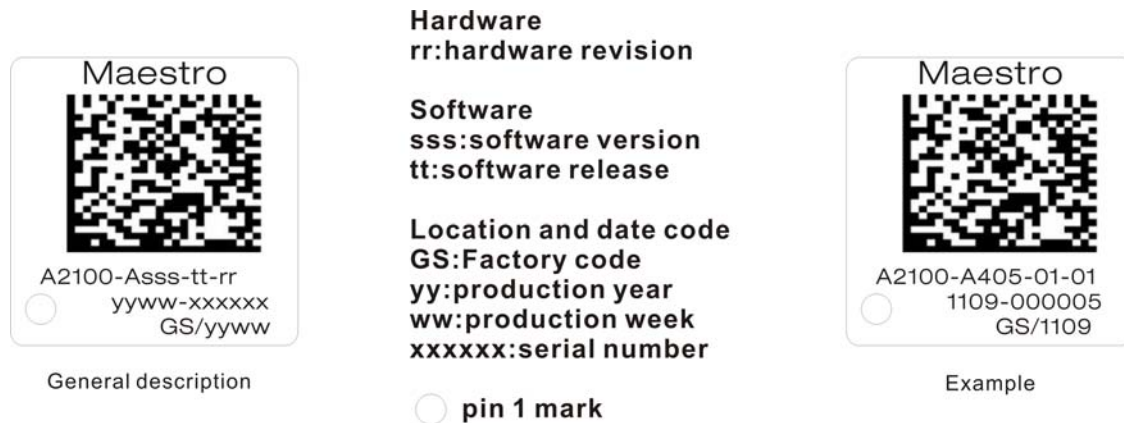 Maestro
A2100-Asss-tt-rr
yyww-xxxxxx
GS/yyww
General description
Hardware
rr:hardware revision
Software
sss:software version
tt:software release
Location and date code
GS:Factory code
yy:production year
ww:production week
xxxxxx:serial number
pin 1 mark
Maestro
A2100-A405-01-01
1109-000005
GS/1109
Example